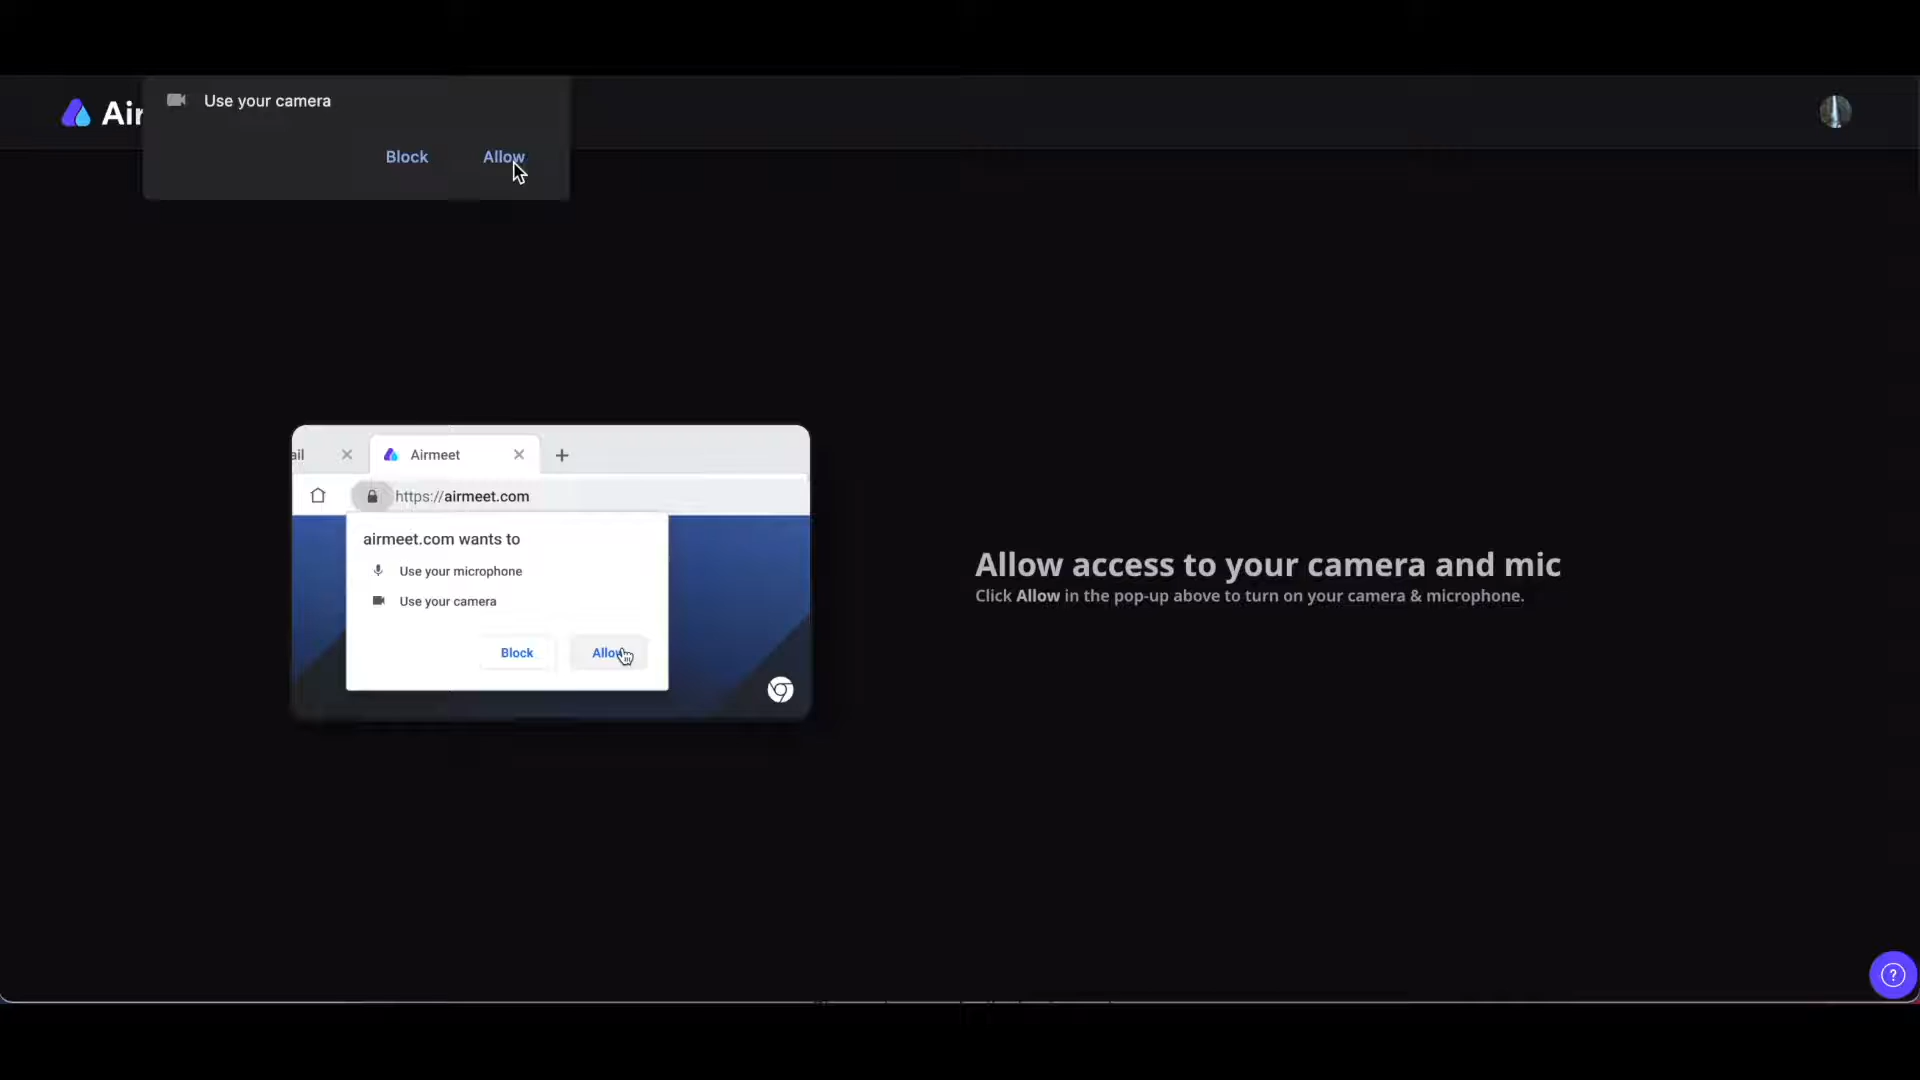 Air
Use your camera
Block
Allow
ail
Airmeet
https://airmeet.com
airmeet.com wants to
Use your microphone
Use your camera
Block
Allow
Allow access to your camera and mic
Click Allow in the pop-up above to turn on your camera & microphone.
?